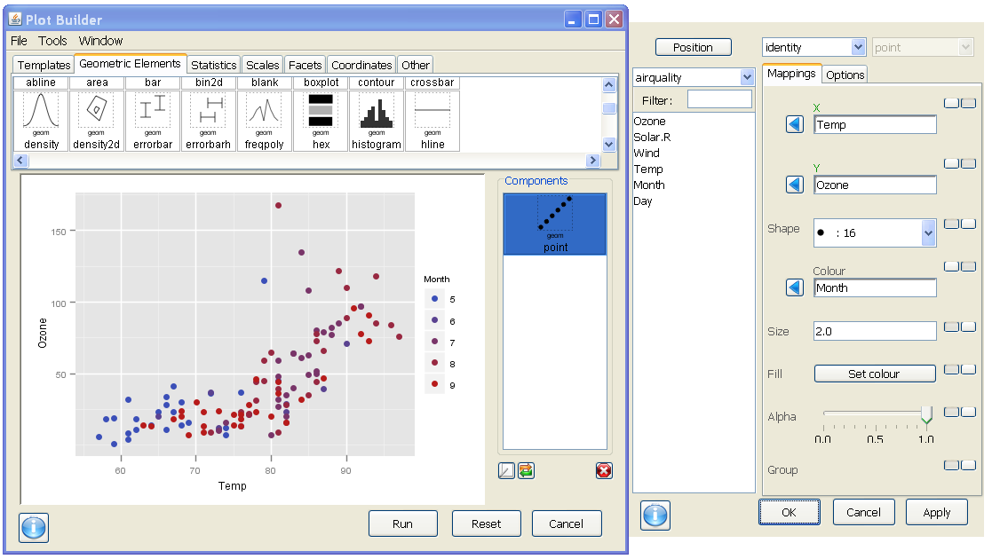 Plot Builder
File Tools Window
Templates Geometric Elements Statistics Scales Facets Coordinates Other
abline area bar bin2d blank boxplot contour crossbar
geom geom geom geom geom geom geom geom
density density2d errorbar errorbarh freqpoly hex histogram hline
150
100
50
Ozone
60 70 80 90
Temp
Month
5
6
7
8
9
Components
geom
point
Run Reset Cancel
Position
identity
point
airquality
Filter:
Ozone
Solar.R
Wind
Temp
Month
Day
Mappings Options
X
Temp
Y
Ozone
Shape : 16
Colour
Month
Size 2.0
Fill Set colour
Alpha
0.0 0.5 1.0
Group
OK Cancel Apply